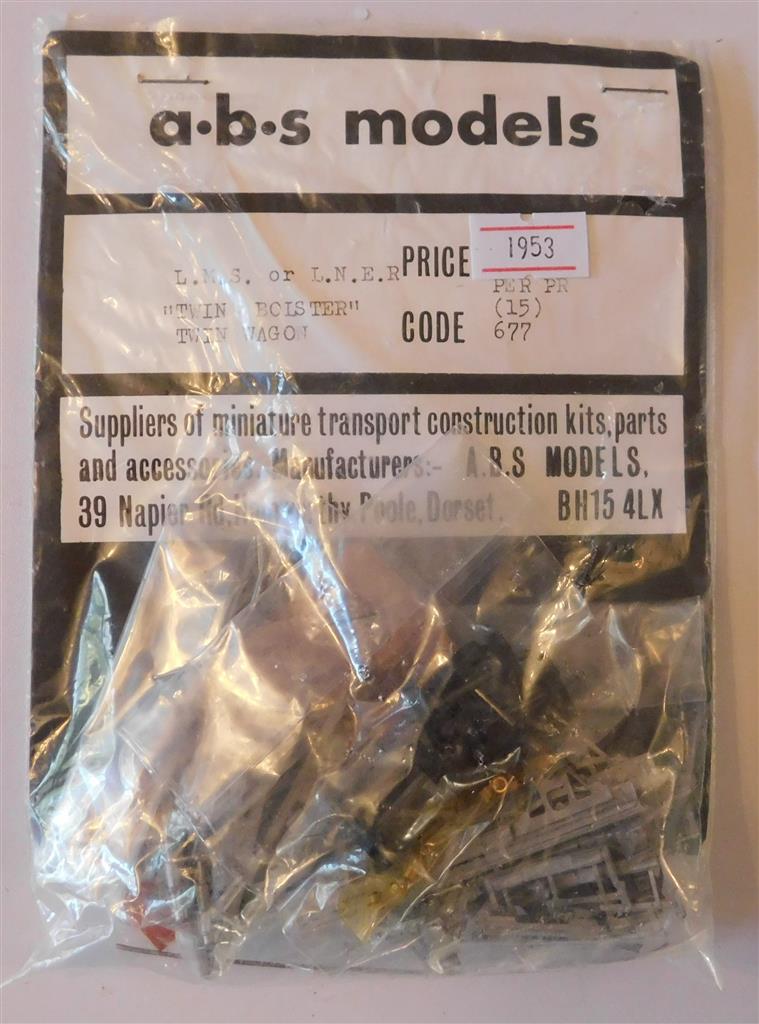 a·b·s models
L.M.S. or L.N.E.R PRICE 1953
PER PR
"TWIN BOLSTER" (15)
TWIN WAGON CODE 677
Suppliers of miniature transport construction kits, parts
and accessories. Manufacturers:- A.B.S MODELS,
39 Napier Rd, Poole, Dorset. BH15 4LX